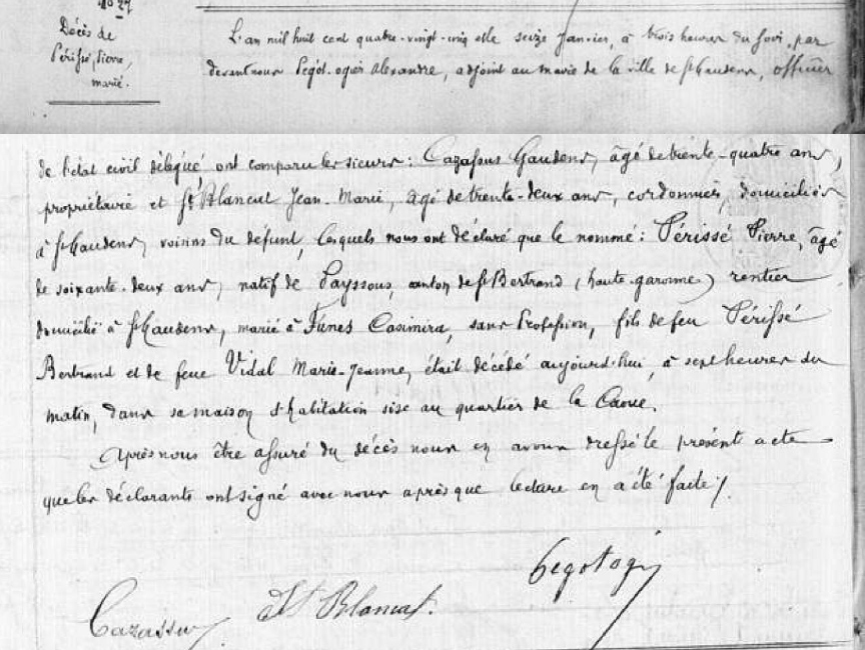 No 27
Décès de
Périssé, Pierre,
marié.
L'an mil huit cent quatre-vingt-cinq et le seize Janvier, à trois heures du soir, par
devant nous Pégot-ogier Alexandre, adjoint au maire de la ville de St Gaudens, officier
de l'état civil délégué ont comparu les sieurs: Cazassus Gaudens, âgé de trente-quatre ans,
propriétaire et St Blancat Jean-Marie, âgé de trente-deux ans, cordonnier, domiciliés
à St Gaudens, voisins du défunt, lesquels nous ont déclaré que le nommé: Périssé Pierre, âgé
de soixante-deux ans, natif de Payssous, canton de St Bertrand (haute-garonne) rentier
domicilié à St Gaudens, marié à Funes Casimira, sans Profession, fils de feu Périssé
Bertrand et de feue Vidal Marie-Jeanne, était décédé aujourd'hui, à sept heures du
matin, dans sa maison d'habitation sise au quartier de la Caoue.
Après nous être assuré du décès nous en avons dressé le présent acte
que les déclarants ont signé avec nous après que lecture en a été faite /.
Pegot ogier
St Blancat.
Cazassus